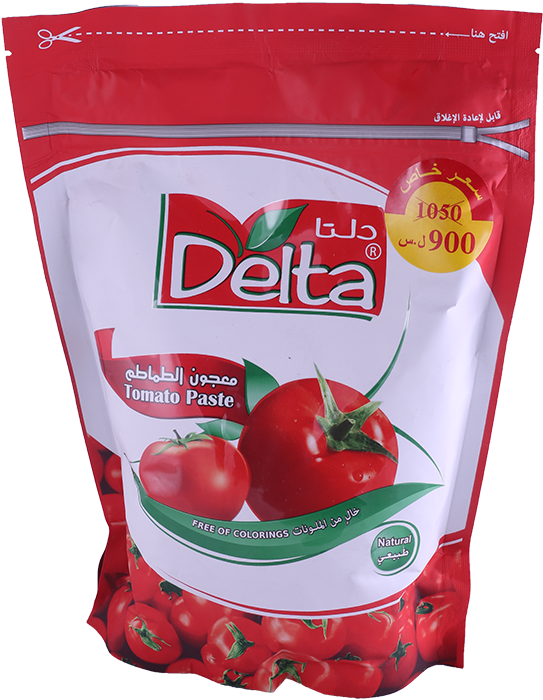 افتح هنا
قابل لإعادة الإغلاق
سعر خاص
1050
900 ل.س
دلتا
Delta®
معجون الطماطم
Tomato Paste
خالٍ من الملونات FREE OF COLORINGS
Natural
طبيعي